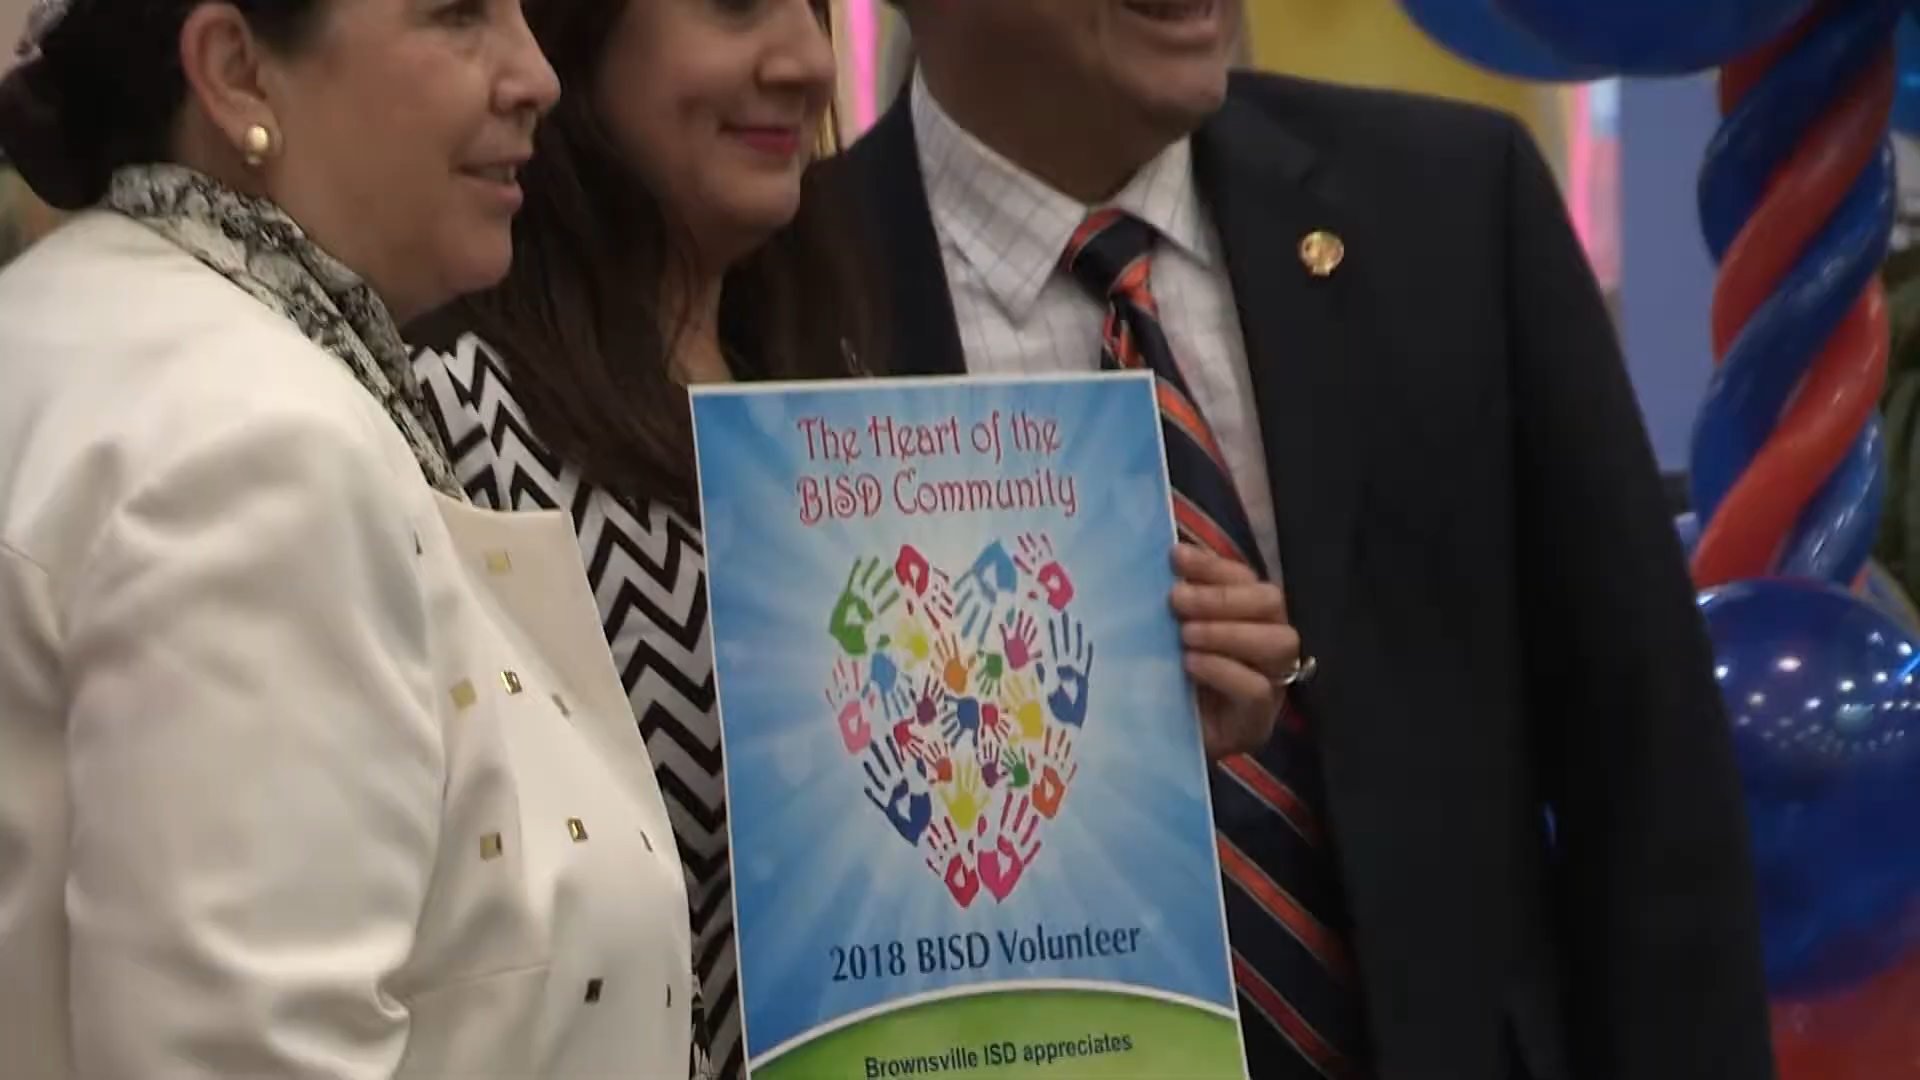 The Heart of the
BISD Community
2018 BISD Volunteer
Brownsville ISD appreciates